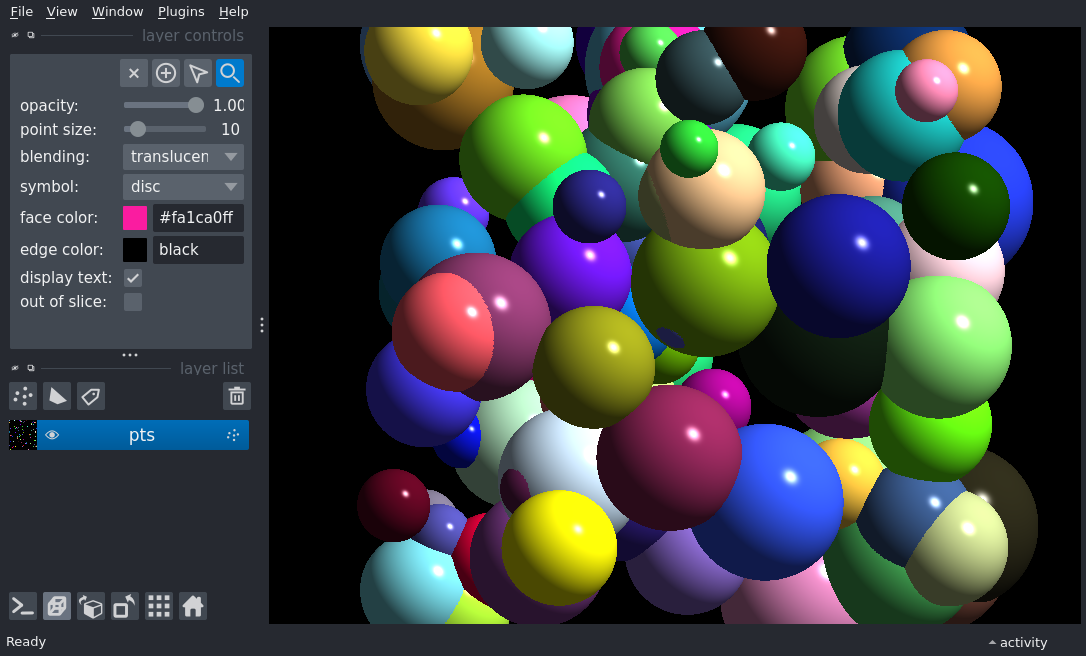 File View Window Plugins Help
layer controls
opacity: 1.00
point size: 10
blending: translucen
symbol: disc
face color: #fa1ca0ff
edge color: black
display text:
out of slice:
layer list
pts
Ready activity